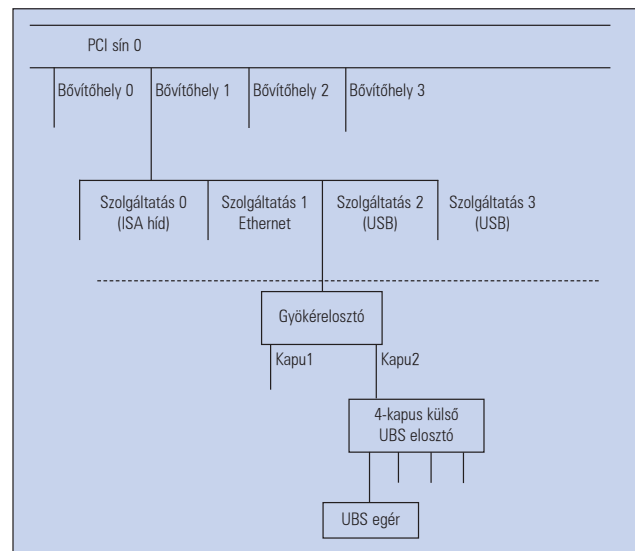 PCI sín 0
Bővítőhely 0
Bővítőhely 1
Bővítőhely 2
Bővítőhely 3
Szolgáltatás 0
(ISA híd)
Szolgáltatás 1
Ethernet
Szolgáltatás 2
(USB)
Szolgáltatás 3
(USB)
Gyökérelosztó
Kapu1
Kapu2
4-kapus külső
UBS elosztó
UBS egér